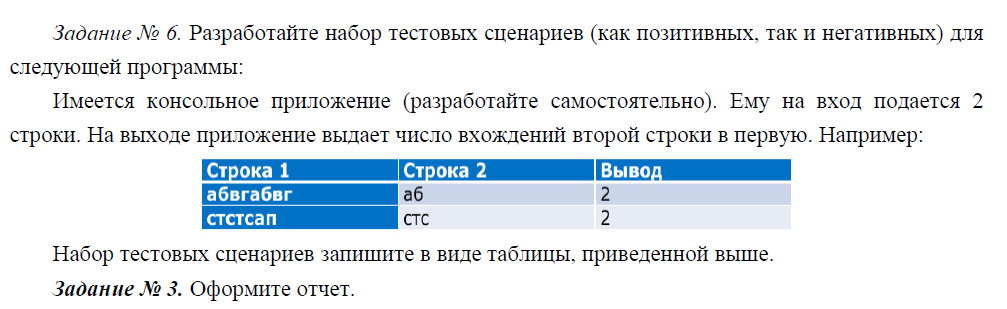 Задание № 6. Разработайте набор тестовых сценариев (как позитивных, так и негативных) для
следующей программы:
Имеется консольное приложение (разработайте самостоятельно). Ему на вход подается 2
строки. На выходе приложение выдает число вхождений второй строки в первую. Например:
Строка 1 Строка 2 Вывод
абвгабвг аб 2
стстсап стс 2
Набор тестовых сценариев запишите в виде таблицы, приведенной выше.
Задание № 3. Оформите отчет.